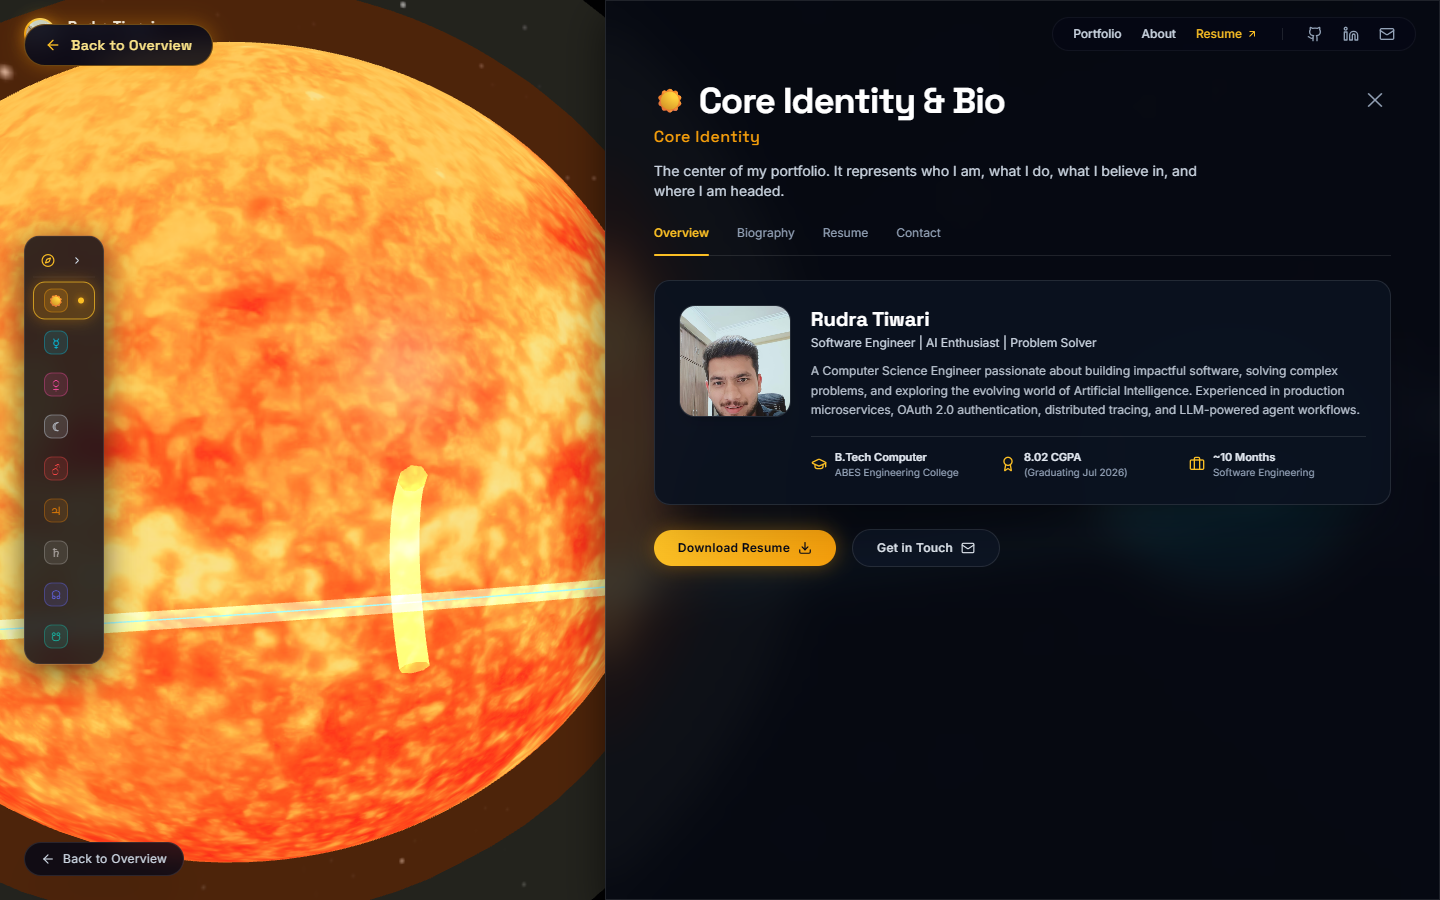 Back to Overview
Portfolio
About
Resume
Core Identity & Bio
Core Identity
The center of my portfolio. It represents who I am, what I do, what I believe in, and
where I am headed.
Overview
Biography
Resume
Contact
Rudra Tiwari
Software Engineer | AI Enthusiast | Problem Solver
A Computer Science Engineer passionate about building impactful software, solving complex
problems, and exploring the evolving world of Artificial Intelligence. Experienced in production
microservices, OAuth 2.0 authentication, distributed tracing, and LLM-powered agent workflows.
B.Tech Computer
ABES Engineering College
8.02 CGPA
(Graduating Jul 2026)
~10 Months
Software Engineering
Download Resume
Get in Touch
Back to Overview